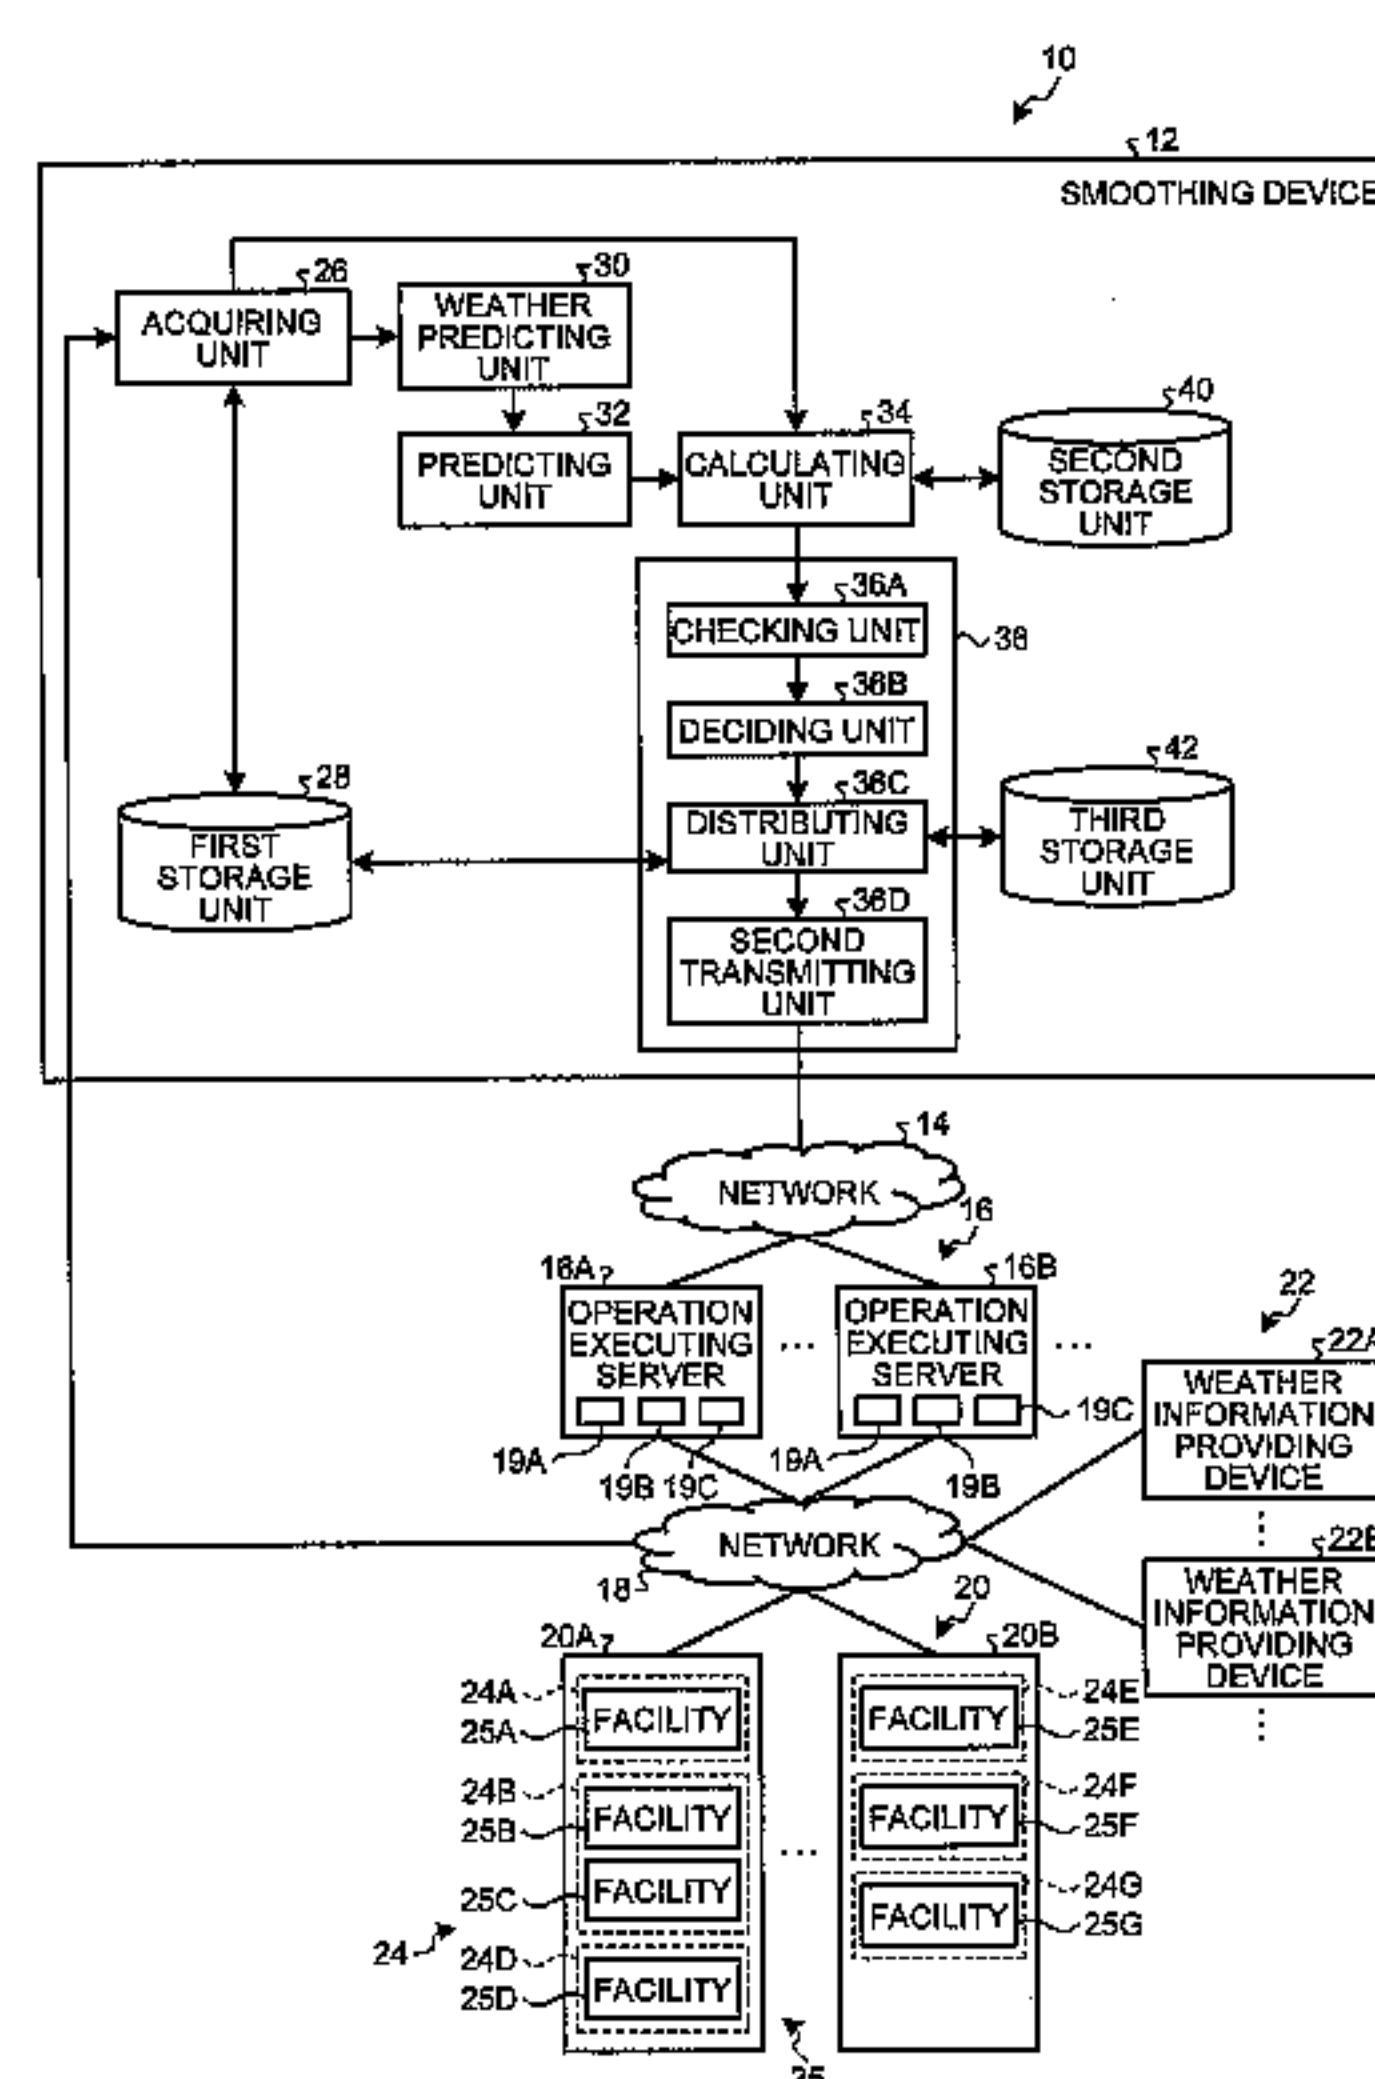 10
12
SMOOTHING DEVICE
26
ACQUIRING
UNIT
30
WEATHER
PREDICTING
UNIT
32
PREDICTING
UNIT
34
CALCULATING
UNIT
40
SECOND
STORAGE
UNIT
36A
CHECKING UNIT
36
36B
DECIDING UNIT
36C
DISTRIBUTING
UNIT
42
THIRD
STORAGE
UNIT
28
FIRST
STORAGE
UNIT
36D
SECOND
TRANSMITTING
UNIT
14
NETWORK
16
16A
OPERATION
EXECUTING
SERVER
19A
19B
19C
...
16B
OPERATION
EXECUTING
SERVER
19A
19B
19C
...
22
22A
WEATHER
INFORMATION
PROVIDING
DEVICE
22B
WEATHER
INFORMATION
PROVIDING
DEVICE
NETWORK
18
20
20A
24A
FACILITY
25A
24B
FACILITY
25B
FACILITY
25C
24
24D
FACILITY
25D
...
20B
FACILITY
24E
25E
FACILITY
24F
25F
FACILITY
24G
25G
25